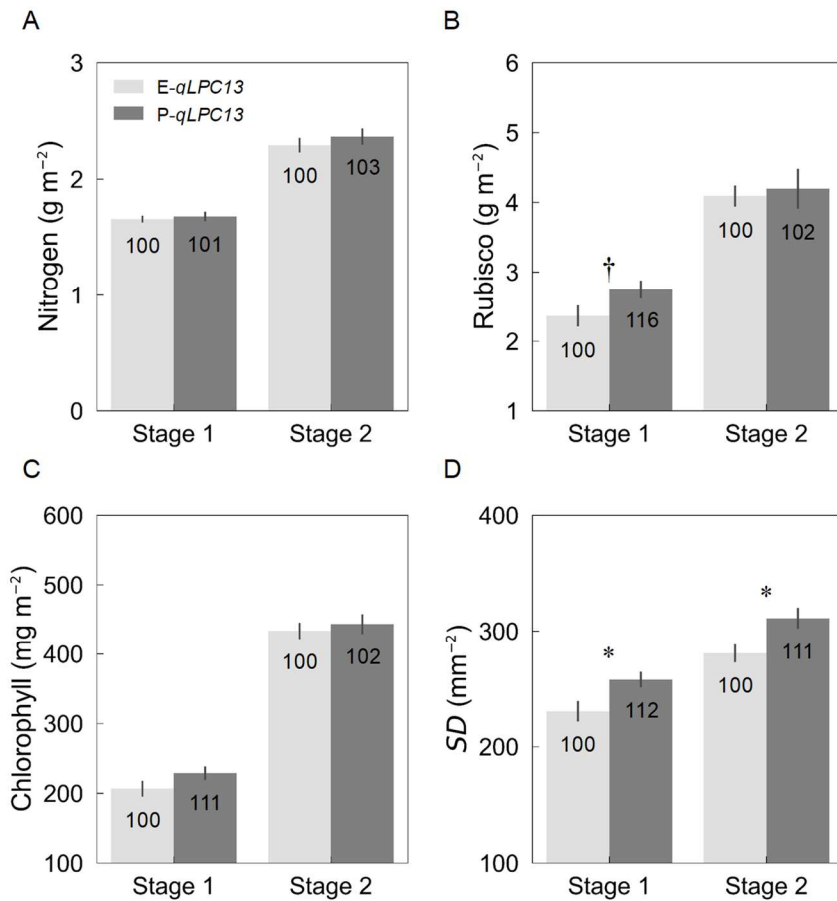 A
Nitrogen (g m⁻²)
3
2
1
0
E-qLPC13
P-qLPC13
100
101
100
103
Stage 1
Stage 2
B
Rubisco (g m⁻²)
6
5
4
3
2
1
†
100
116
100
102
Stage 1
Stage 2
C
Chlorophyll (mg m⁻²)
600
500
400
300
200
100
100
111
100
102
Stage 1
Stage 2
D
SD (mm⁻²)
400
300
200
100
*
*
100
112
100
111
Stage 1
Stage 2